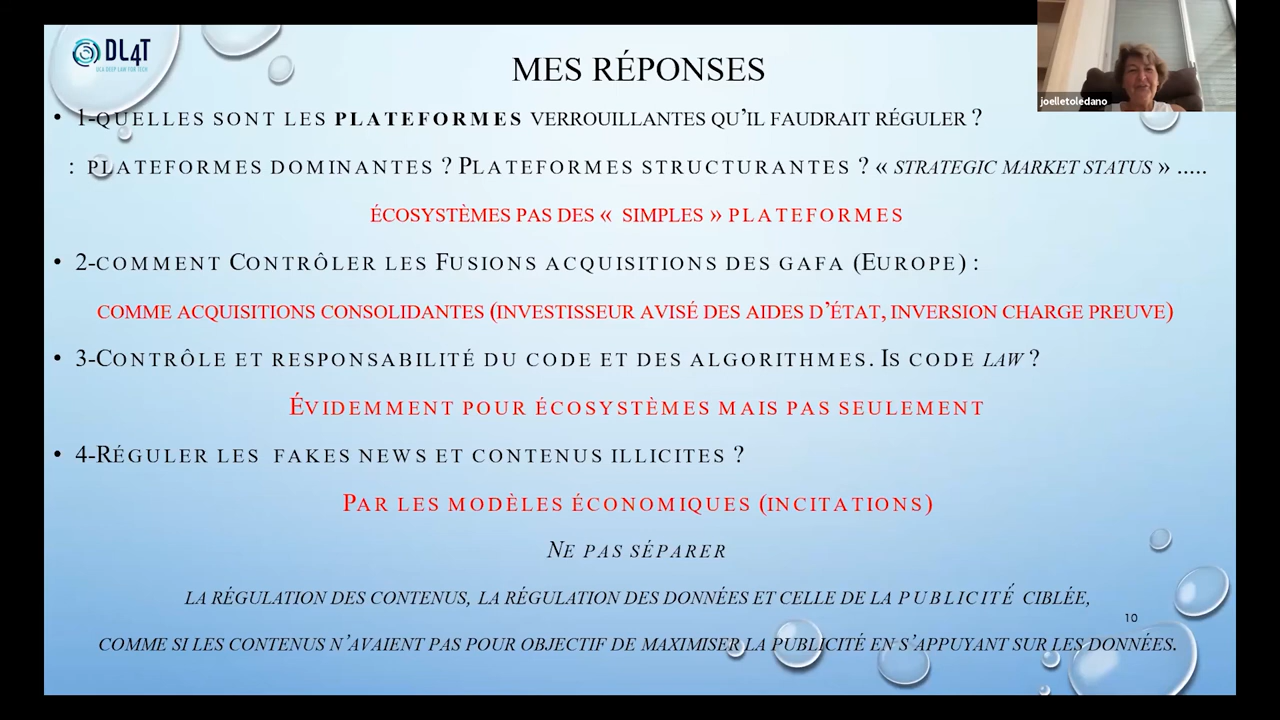 DL4T
UCA DEEP LAW FOR TECH
MES RÉPONSES
joelletoledano
• 1-QUELLES SONT LES PLATEFORMES VERROUILLANTES QU’IL FAUDRAIT RÉGULER ?
: PLATEFORMES DOMINANTES ? PLATEFORMES STRUCTURANTES ? « STRATEGIC MARKET STATUS » .....
ÉCOSYSTÈMES PAS DES « SIMPLES » PLATEFORMES
• 2-COMMENT CONTRÔLER LES FUSIONS ACQUISITIONS DES GAFA (EUROPE) :
COMME ACQUISITIONS CONSOLIDANTES (INVESTISSEUR AVISÉ DES AIDES D’ÉTAT, INVERSION CHARGE PREUVE)
• 3-CONTRÔLE ET RESPONSABILITÉ DU CODE ET DES ALGORITHMES. IS CODE LAW ?
ÉVIDEMMENT POUR ÉCOSYSTÈMES MAIS PAS SEULEMENT
• 4-RÉGULER LES FAKES NEWS ET CONTENUS ILLICITES ?
PAR LES MODÈLES ÉCONOMIQUES (INCITATIONS)
NE PAS SÉPARER
LA RÉGULATION DES CONTENUS, LA RÉGULATION DES DONNÉES ET CELLE DE LA PUBLICITÉ CIBLÉE,
10
COMME SI LES CONTENUS N’AVAIENT PAS POUR OBJECTIF DE MAXIMISER LA PUBLICITÉ EN S’APPUYANT SUR LES DONNÉES.